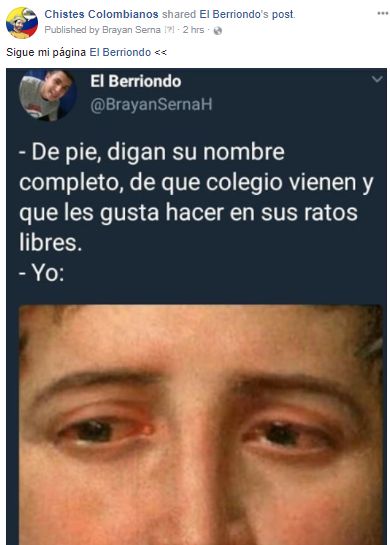 Chistes Colombianos shared El Berriondo's post.
Published by Brayan Serna [?] · 2 hrs ·
Sigue mi página El Berriondo <<
El Berriondo
@BrayanSernaH
- De pie, digan su nombre
completo, de que colegio vienen y
que les gusta hacer en sus ratos
libres.
- Yo: